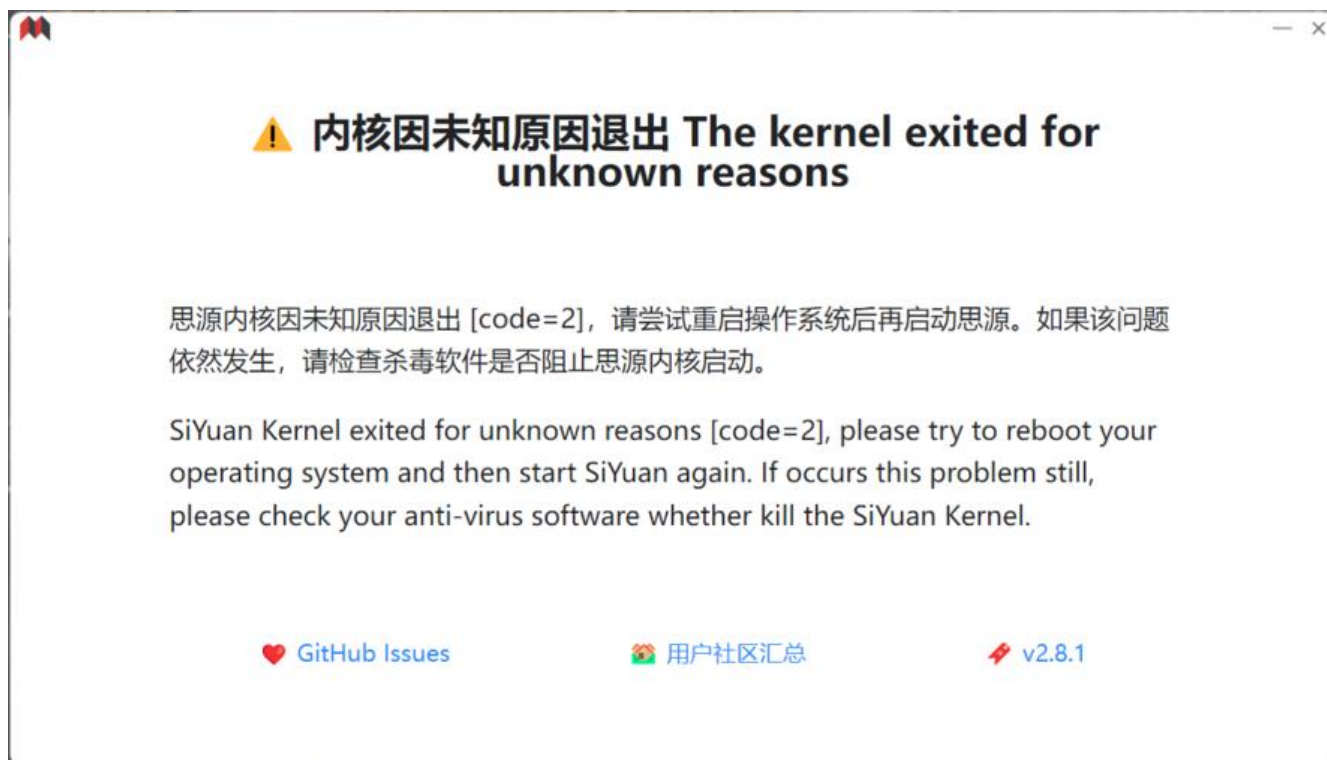 内核因未知原因退出 The kernel exited for
unknown reasons
思源内核因未知原因退出 [code=2]，请尝试重启操作系统后再启动思源。如果该问题
依然发生，请检查杀毒软件是否阻止思源内核启动。
SiYuan Kernel exited for unknown reasons [code=2], please try to reboot your
operating system and then start SiYuan again. If occurs this problem still,
please check your anti-virus software whether kill the SiYuan Kernel.
GitHub Issues 用户社区汇总 v2.8.1